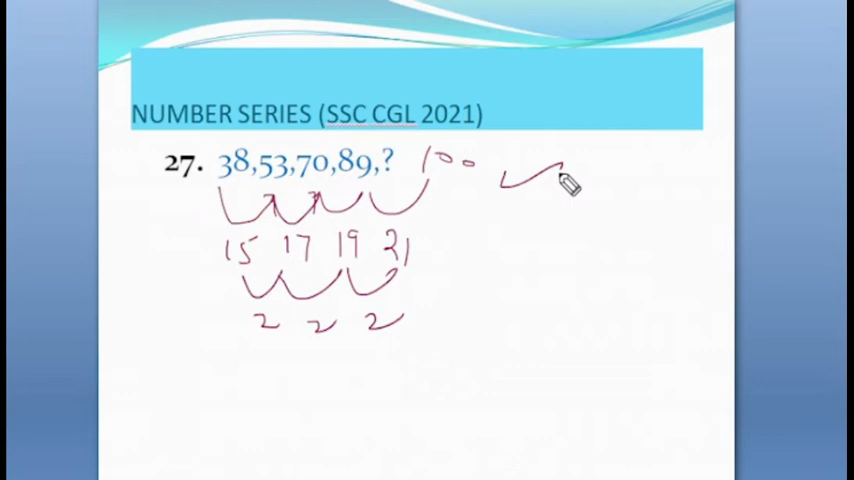 NUMBER SERIES (SSC CGL 2021)
27. 38,53,70,89,? 100
15 17 19 21
2 2 2